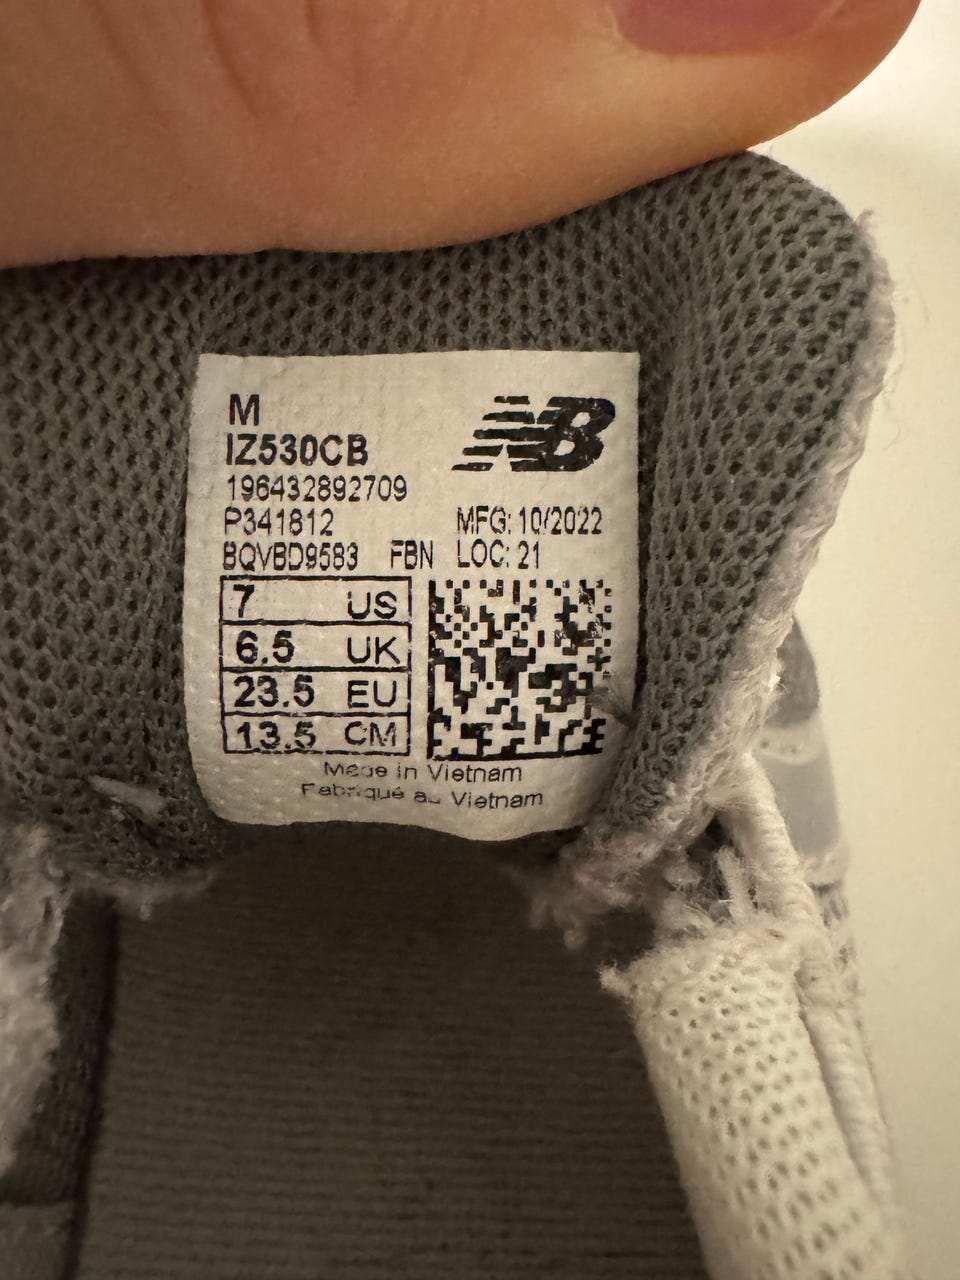 M
NB
IZ530CB
196432892709
P341812 MFG: 10/2022
BQVBD9583 FBN LOC: 21
7 US
6.5 UK
23.5 EU
13.5 CM
Made in Vietnam
Fabriqué au Vietnam